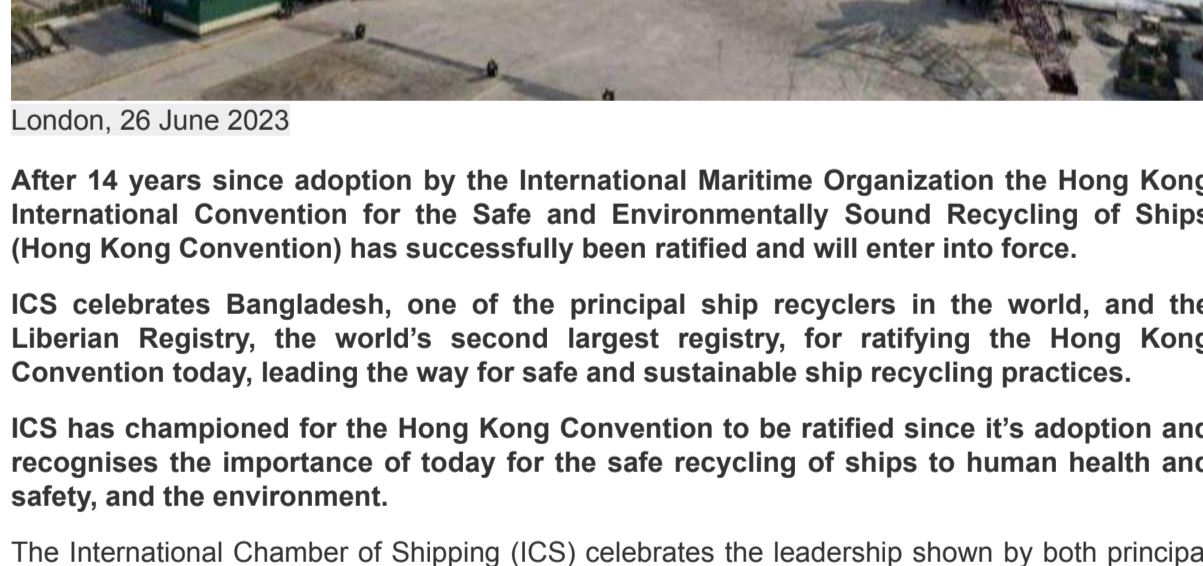 London, 26 June 2023
After 14 years since adoption by the International Maritime Organization the Hong Kong
International Convention for the Safe and Environmentally Sound Recycling of Ships
(Hong Kong Convention) has successfully been ratified and will enter into force.
ICS celebrates Bangladesh, one of the principal ship recyclers in the world, and the
Liberian Registry, the world’s second largest registry, for ratifying the Hong Kong
Convention today, leading the way for safe and sustainable ship recycling practices.
ICS has championed for the Hong Kong Convention to be ratified since it’s adoption and
recognises the importance of today for the safe recycling of ships to human health and
safety, and the environment.
The International Chamber of Shipping (ICS) celebrates the leadership shown by both principa